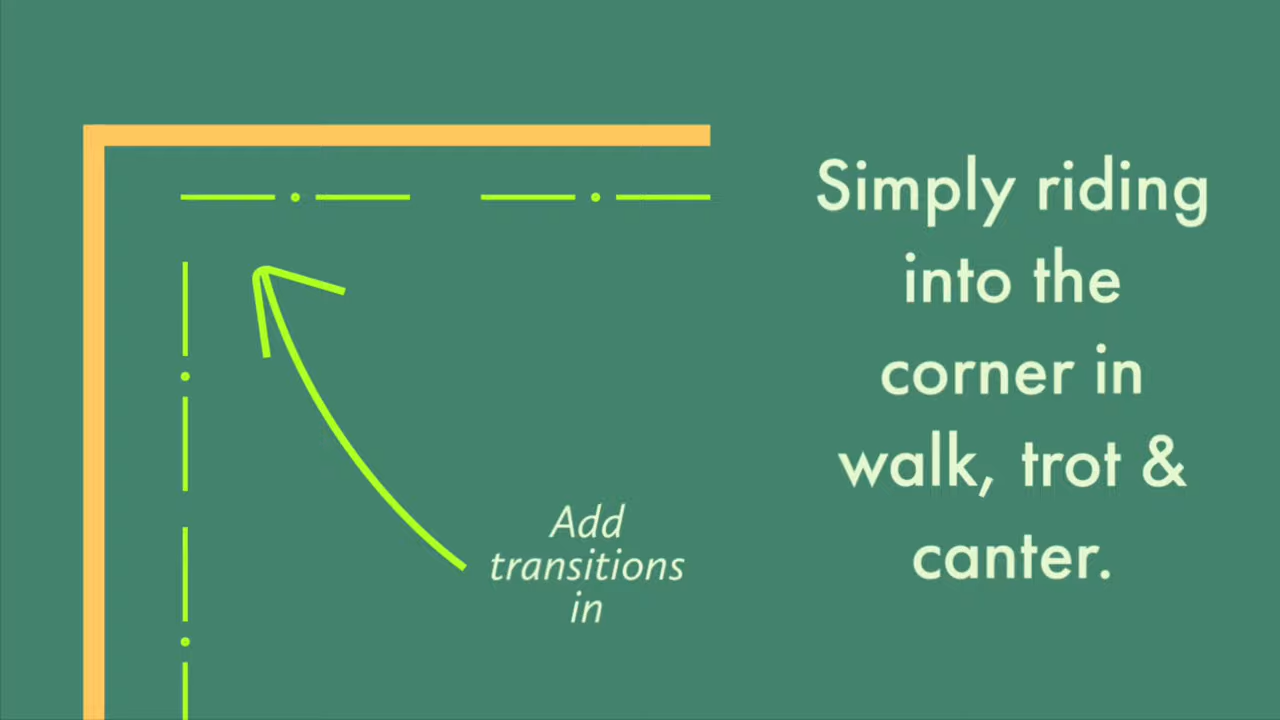 Simply riding
into the
corner in
walk, trot &
canter.
Add
transitions
in